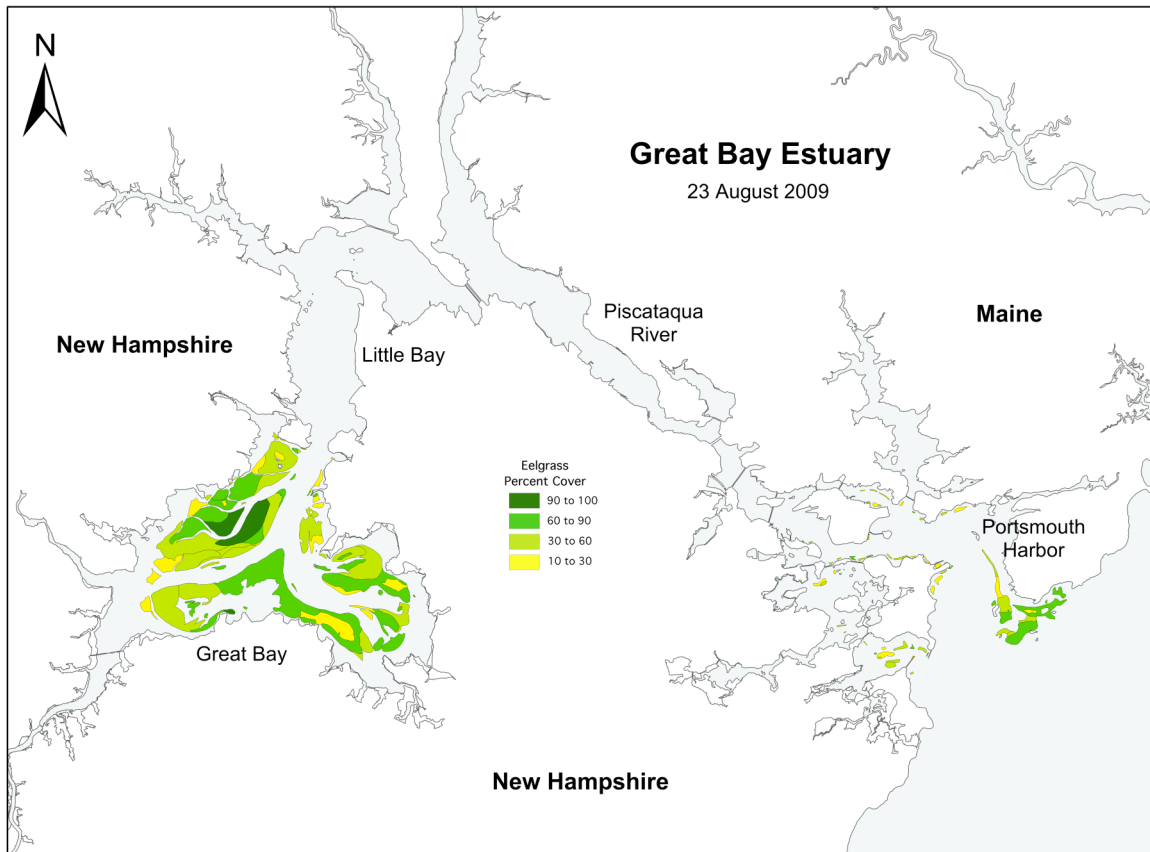 N
Great Bay Estuary
23 August 2009
Piscataqua
River
Maine
New Hampshire
Little Bay
Eelgrass
Percent Cover
90 to 100
60 to 90
30 to 60
10 to 30
Portsmouth
Harbor
Great Bay
New Hampshire